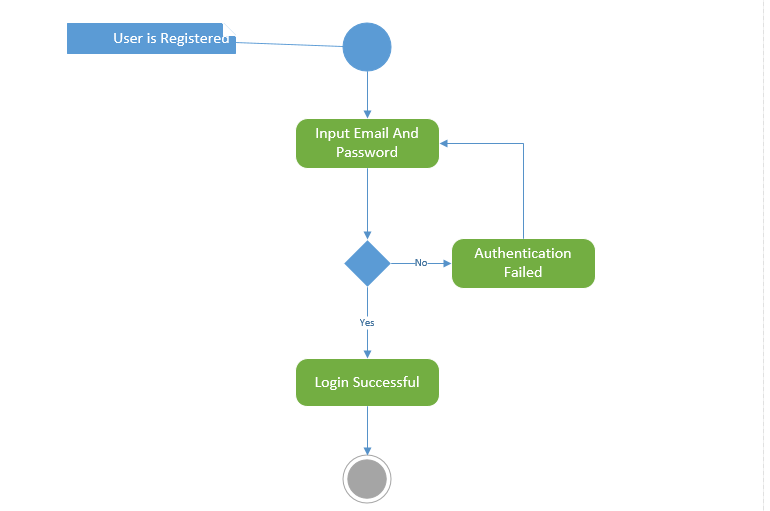 User is Registered
Input Email And
Password
Authentication
Failed
No
Yes
Login Successful